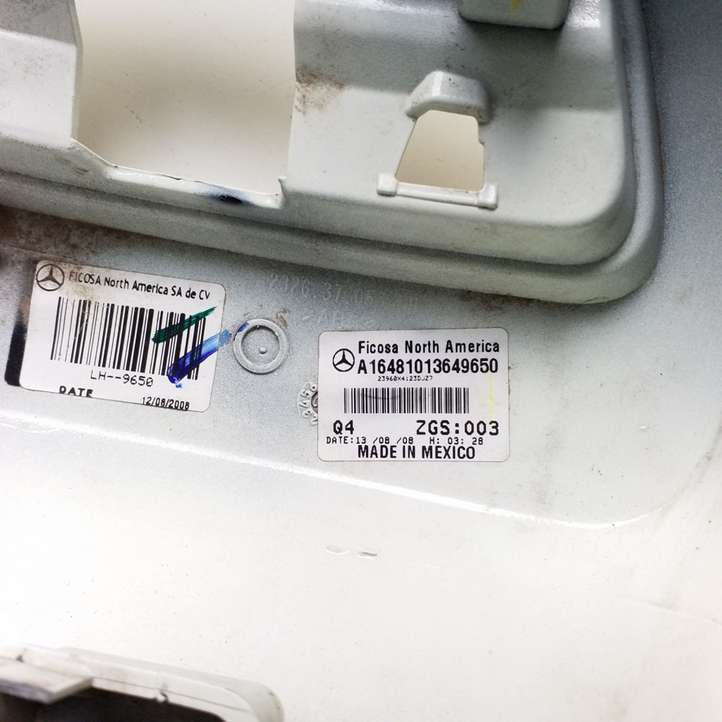 FICOSA North America SA de CV
LH--9650
DATE 12/08/2008
Ficosa North America
A16481013649650
Q4 ZGS:003
DATE:13 /08 /08 H: 03: 28
MADE IN MEXICO